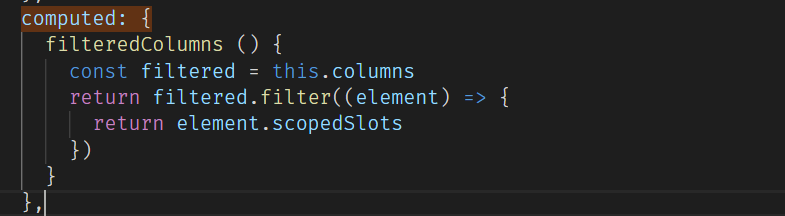 computed: {
filteredColumns () {
const filtered = this.columns
return filtered.filter((element) => {
return element.scopedSlots
})
}
},